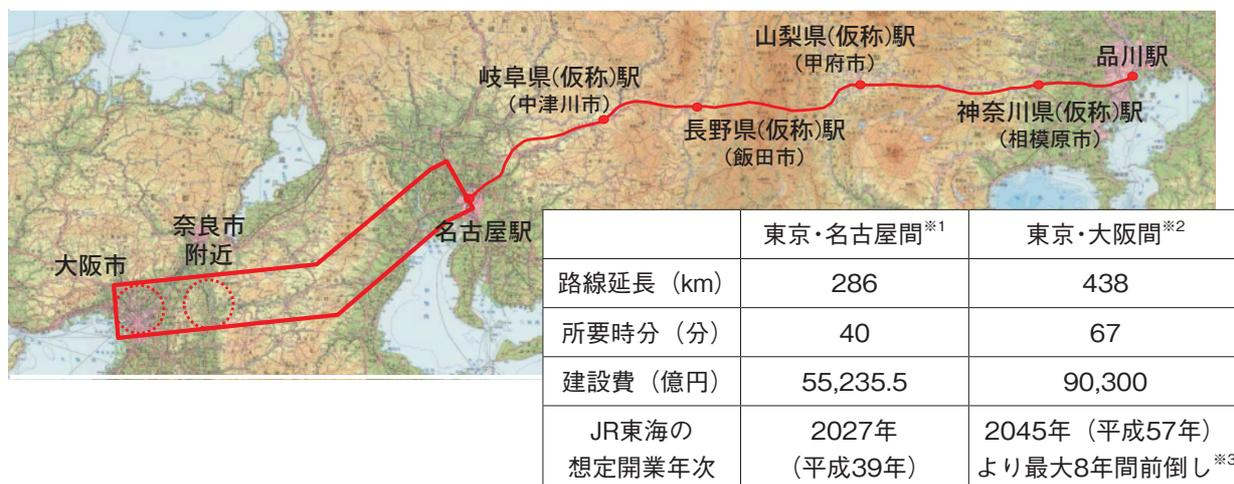 山梨県(仮称)駅
(甲府市)
品川駅
岐阜県(仮称)駅
(中津川市)
長野県(仮称)駅
(飯田市)
神奈川県(仮称)駅
(相模原市)
奈良市
附近
名古屋駅
大阪市
東京・名古屋間※1 東京・大阪間※2
路線延長（km） 286 438
所要時分（分） 40 67
建設費（億円） 55,235.5 90,300
JR東海の 2027年 2045年（平成57年）
想定開業年次 （平成39年） より最大8年間前倒し※3